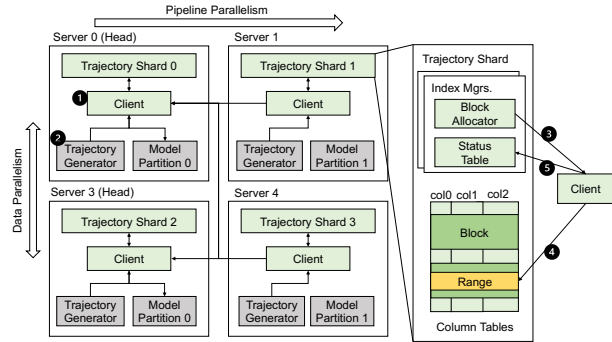 Pipeline Parallelism
Data Parallelism
Server 0 (Head)
Trajectory Shard 0
1
Client
2
Trajectory
Generator
Model
Partition 0
Server 1
Trajectory Shard 1
Client
Trajectory
Generator
Model
Partition 1
Server 3 (Head)
Trajectory Shard 2
Client
Trajectory
Generator
Model
Partition 0
Server 4
Trajectory Shard 3
Client
Trajectory
Generator
Model
Partition 1
Trajectory Shard
Index Mgrs.
Block
Allocator
Status
Table
3
5
Client
4
col0 col1 col2
Block
Range
Column Tables